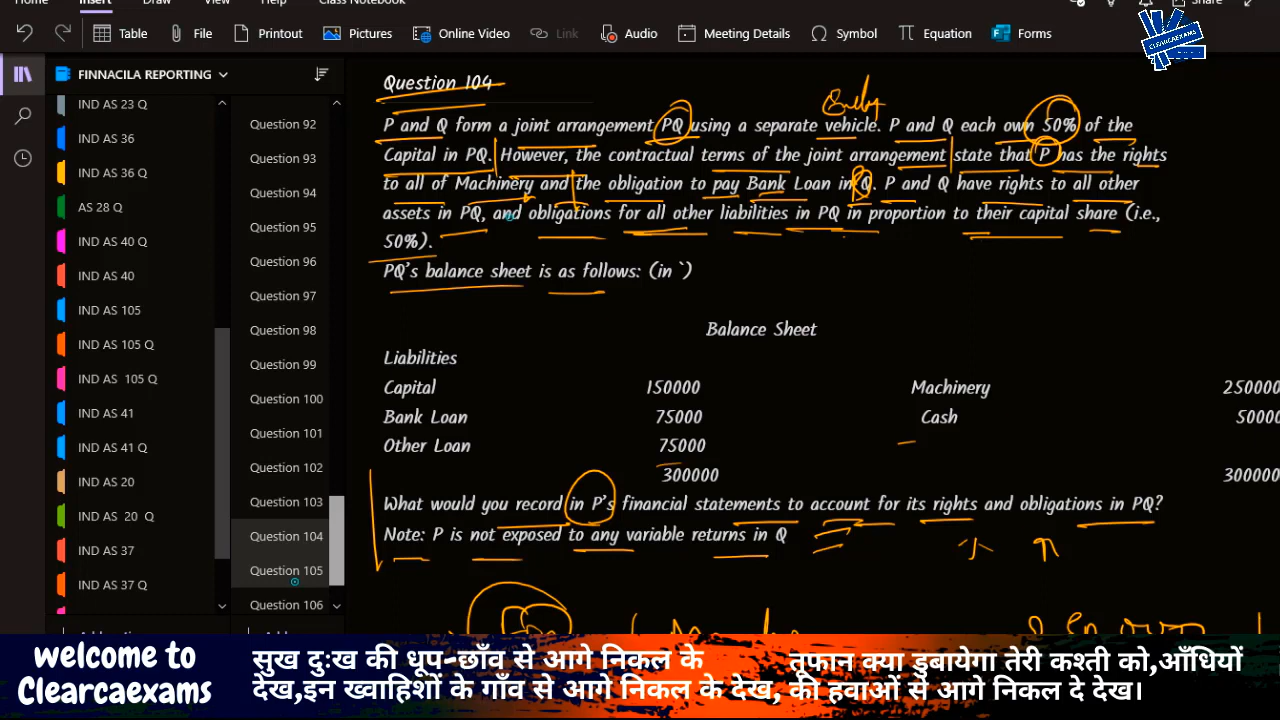 Home Insert Draw View Help Class Notebook Share
Table File Printout Pictures Online Video Link Audio Meeting Details Symbol Equation Forms
CLEARCAEXAMS
FINNACILA REPORTING
IND AS 23 Q
IND AS 36
IND AS 36 Q
AS 28 Q
IND AS 40 Q
IND AS 40
IND AS 105
IND AS 105 Q
IND AS  105 Q
IND AS 41
IND AS 41 Q
IND AS 20
IND AS  20  Q
IND AS 37
IND AS 37 Q
Question 92
Question 93
Question 94
Question 95
Question 96
Question 97
Question 98
Question 99
Question 100
Question 101
Question 102
Question 103
Question 104
Question 105
Question 106
Question 104
P and Q form a joint arrangement PQ using a separate vehicle. P and Q each own 50% of the
Capital in PQ. However, the contractual terms of the joint arrangement state that P has the rights
to all of Machinery and the obligation to pay Bank Loan in Q. P and Q have rights to all other
assets in PQ, and obligations for all other liabilities in PQ in proportion to their capital share (i.e.,
50%).
PQ's balance sheet is as follows: (in `)
Balance Sheet
Liabilities
Capital 150000 Machinery 250000
Bank Loan 75000 Cash 50000
Other Loan 75000
300000 300000
What would you record in P's financial statements to account for its rights and obligations in PQ?
Note: P is not exposed to any variable returns in Q
welcome to
Clearcaexams
सुख दुःख की धूप-छाँव से आगे निकल के
देख,इन ख्वाहिशों के गाँव से आगे निकल के देख,
तूफान क्या डुबायेगा तेरी कश्ती को,आँधियों
की हवाओं से आगे निकल दे देख।